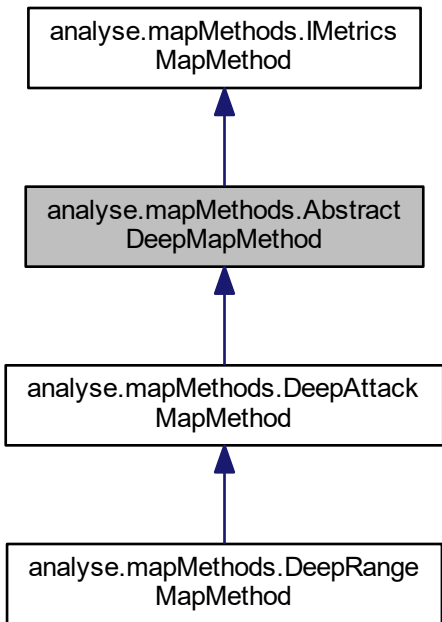 analyse.mapMethods.IMetrics
MapMethod
analyse.mapMethods.Abstract
DeepMapMethod
analyse.mapMethods.DeepAttack
MapMethod
analyse.mapMethods.DeepRange
MapMethod